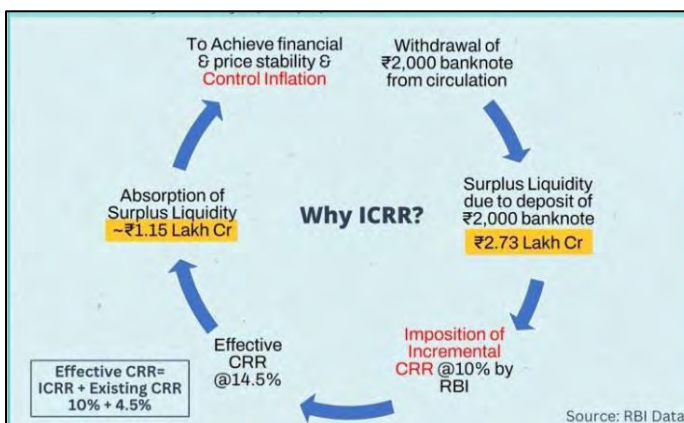 To Achieve financial
& price stability &
Control Inflation
Withdrawal of
₹2,000 banknote
from circulation
Surplus Liquidity
due to deposit of
₹2,000 banknote
₹2.73 Lakh Cr
Imposition of
Incremental
CRR @10% by
RBI
Effective
CRR
@14.5%
Absorption of
Surplus Liquidity
~₹1.15 Lakh Cr
Why ICRR?
Effective CRR=
ICRR + Existing CRR
10% + 4.5%
Source: RBI Data